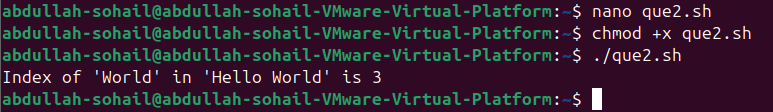 abdullah-sohail@abdullah-sohail-VMware-Virtual-Platform:~$ nano que2.sh
abdullah-sohail@abdullah-sohail-VMware-Virtual-Platform:~$ chmod +x que2.sh
abdullah-sohail@abdullah-sohail-VMware-Virtual-Platform:~$ ./que2.sh
Index of 'World' in 'Hello World' is 3
abdullah-sohail@abdullah-sohail-VMware-Virtual-Platform:~$